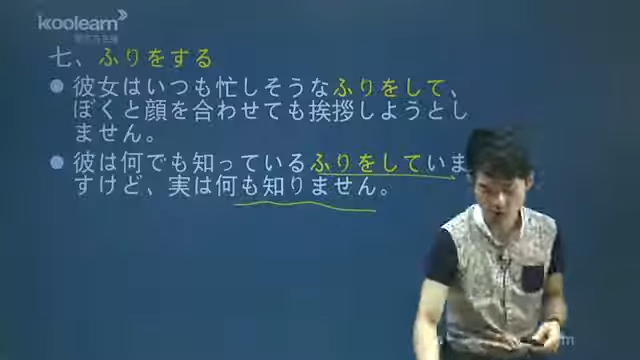 koolearn
七、ふりをする
● 彼女はいつも忙しそうなふりをして、
ぼくと顔を合わせても挨拶しようとし
ません。
● 彼は何でも知っているふりをしていま
すけど、実は何も知りません。